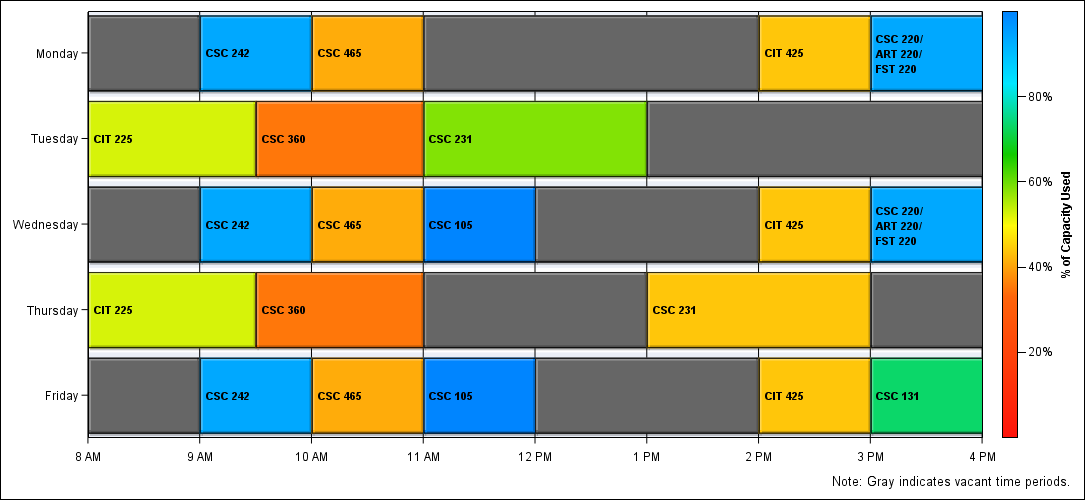 Monday
CSC 242
CSC 465
CIT 425
CSC 220/
ART 220/
FST 220
Tuesday
CIT 225
CSC 360
CSC 231
Wednesday
CSC 242
CSC 465
CSC 105
CIT 425
CSC 220/
ART 220/
FST 220
Thursday
CIT 225
CSC 360
CSC 231
Friday
CSC 242
CSC 465
CSC 105
CIT 425
CSC 131
8 AM
9 AM
10 AM
11 AM
12 PM
1 PM
2 PM
3 PM
4 PM
80%
60%
40%
20%
% of Capacity Used
Note: Gray indicates vacant time periods.